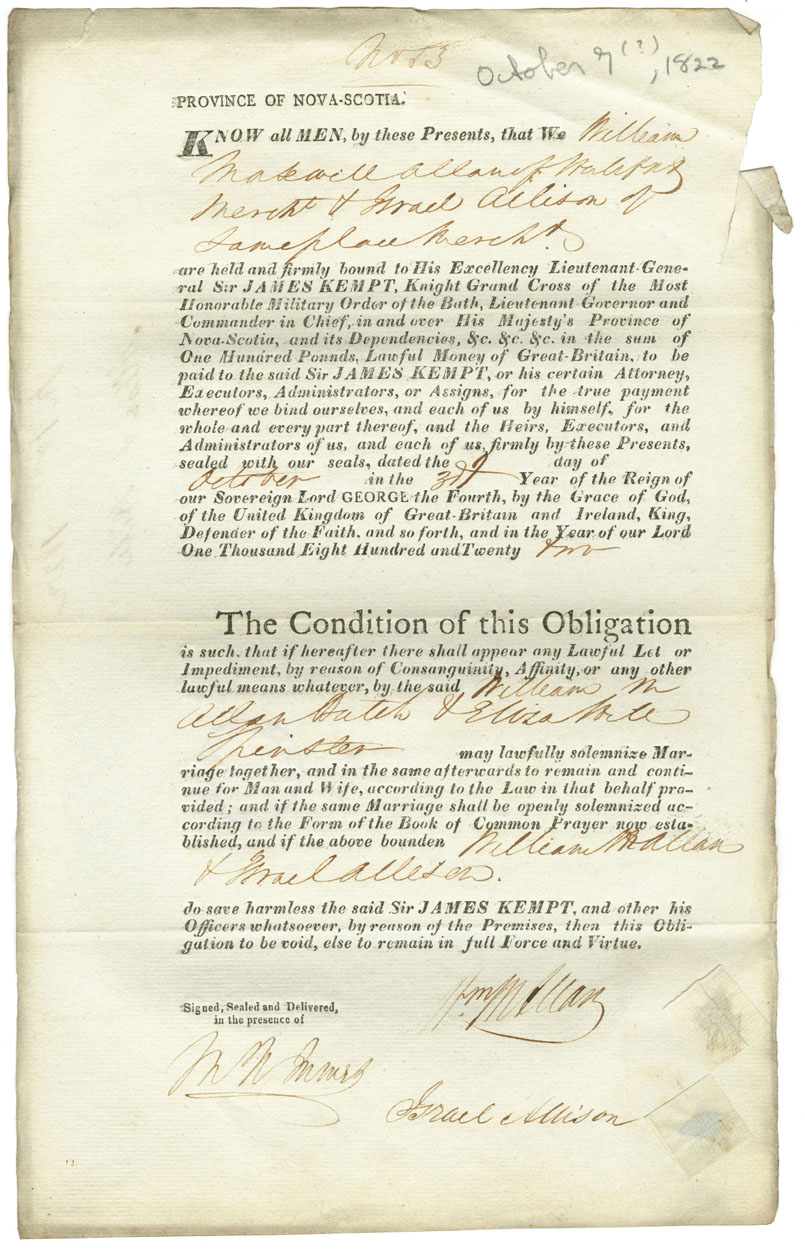 No 53
October 9 (?), 1822
PROVINCE OF NOVA-SCOTIA.
KNOW all MEN, by these Presents, that We William
Maxwell Allan of Halifax
Mercht & Israel Allison of
Same place Mercht
are held and firmly bound to His Excellency Lieutenant-Gene-
ral Sir JAMES KEMPT, Knight Grand Cross of the Most
Honorable Military Order of the Bath, Lieutenant Governor and
Commander in Chief, in and over His Majesty's Province of
Nova-Scotia, and its Dependencies, &c. &c. &c. in the sum of
One Hundred Ponnds, Lawful Money of Great-Britain, to be
paid to the said Sir JAMES KEMPT, or his certain Attorney,
Executors, Administrators, or Assigns, for the true payment
whereof we bind ourselves, and each of us by himself, for the
whole and every part thereof, and the Heirs, Executors, and
Administrators of us, and each of us, firmly by these Presents,
sealed with our seals, dated the 9 day of
October in the 3d Year of the Reign of
our Sovereign Lord GEORGE the Fourth, by the Grace of God,
of the United Kingdom of Great-Britain and Ireland, King,
Defender of the Faith, and so forth, and in the Year of our Lord
One Thousand Eight Hundred and Twenty two
The Condition of this Obligation
is such, that if hereafter there shall appear any Lawful Let or
Impediment, by reason of Consanguinity, Affinity, or any other
lawful means whatever, by the said William M
Allan Batch & Eliza
Spinster may lawfully solemnize Mar-
riage together, and in the same afterwards to remain and conti-
nue for Man and Wife, according to the Law in that behalf pro-
vided; and if the same Marriage shall be openly solemnized ac-
cording to the Form of the Book of Common Prayer now esta-
blished, and if the above bounden William M Allan
& Israel Allison.
do save harmless the said Sir JAMES KEMPT, and other his
Officers whatsoever, by reason of the Premises, then this Obli-
gation to be void, else to remain in full Force and Virtue.
Signed, Sealed and Delivered,
in the presence of
Wm M Allan
Israel Allison